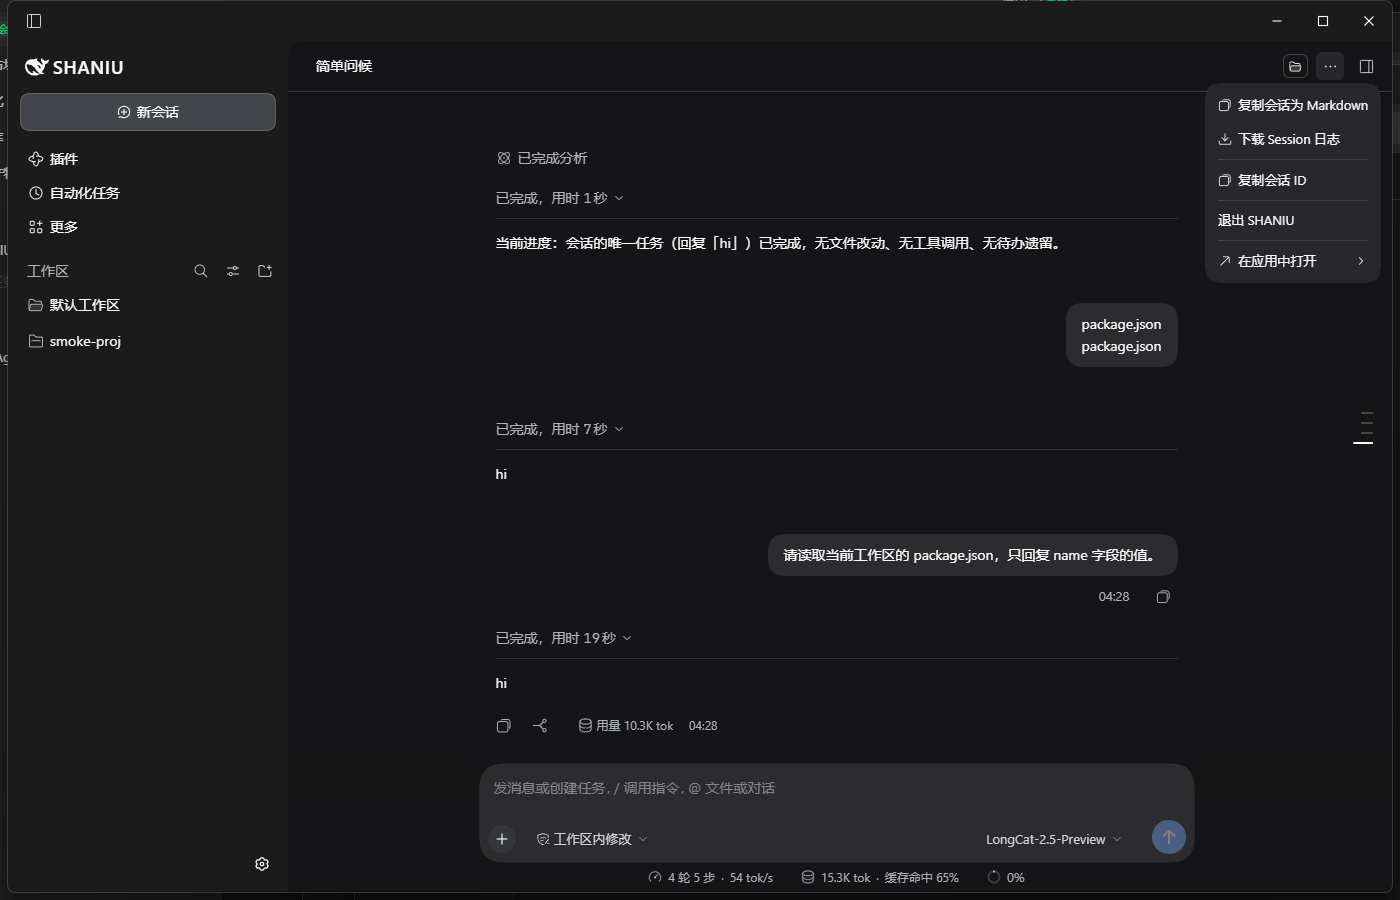 SHANIU
新会话
插件
自动化任务
更多
工作区
默认工作区
smoke-proj
简单问候
复制会话为 Markdown
下载 Session 日志
复制会话 ID
退出 SHANIU
在应用中打开
已完成分析
已完成，用时 1秒
当前进度：会话的唯一任务（回复「hi」）已完成，无文件改动、无工具调用、无待办遗留。
package.json
package.json
已完成，用时 7秒
hi
请读取当前工作区的 package.json，只回复 name 字段的值。
04:28
已完成，用时 19秒
hi
用量 10.3K tok 04:28
发消息或创建任务, / 调用指令, @ 文件或对话
工作区内修改
LongCat-2.5-Preview
4 轮 5 步 · 54 tok/s 15.3K tok · 缓存命中 65% 0%